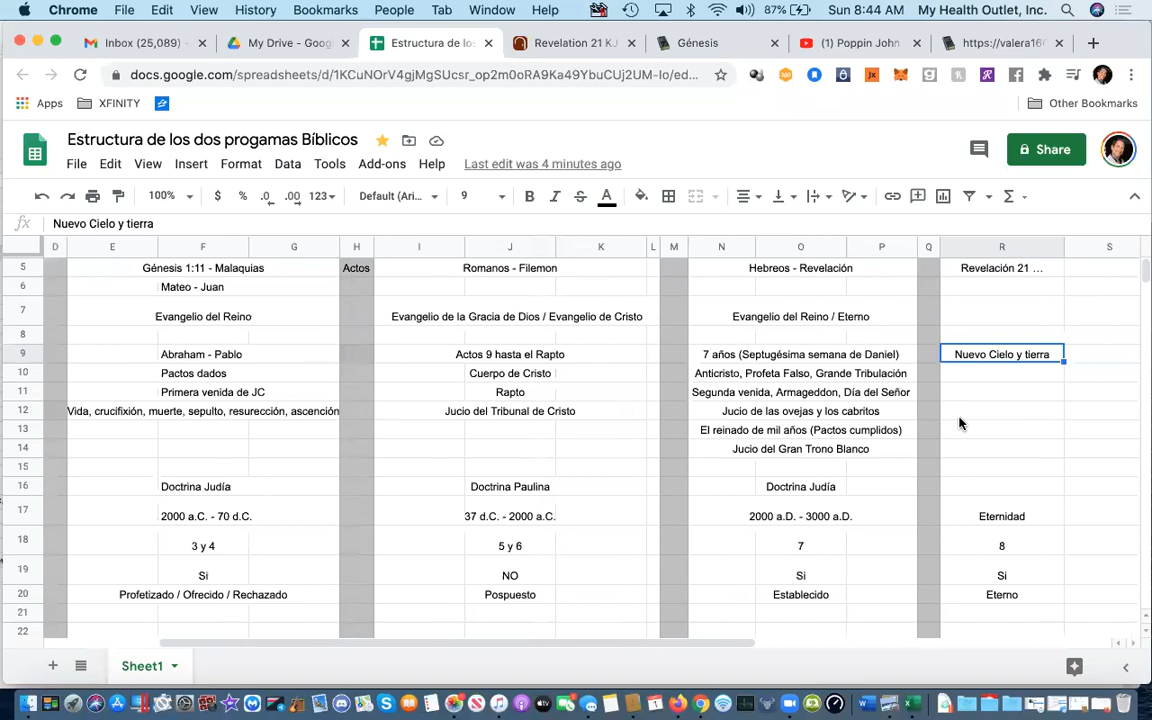 Chrome File Edit View History Bookmarks People Tab Window Help 87% Sun 8:44 AM My Health Outlet, Inc.
Inbox (25,089) My Drive - Goog Estructura de lo Revelation 21 KJ Génesis (1) Poppin John https://valera16
docs.google.com/spreadsheets/d/1KCuNOrV4gjMgSUcsr_op2m0oRA9Ka49YbuCUj2UM-Io/ed...
Apps XFINITY Other Bookmarks
Estructura de los dos progamas Bíblicos
File Edit View Insert Format Data Tools Add-ons Help Last edit was 4 minutes ago
Share
100% $ % .0 .00 123 Default (Ari... 9 B I S A
fx Nuevo Cielo y tierra
D E F G H I J K L M N O P Q R S
5 Génesis 1:11 - Malaquias Actos Romanos - Filemon Hebreos - Revelación Revelación 21 ...
6 Mateo - Juan
7 Evangelio del Reino Evangelio de la Gracia de Dios / Evangelio de Cristo Evangelio del Reino / Eterno
8
9 Abraham - Pablo Actos 9 hasta el Rapto 7 años (Septugésima semana de Daniel) Nuevo Cielo y tierra
10 Pactos dados Cuerpo de Cristo Anticristo, Profeta Falso, Grande Tribulación
11 Primera venida de JC Rapto Segunda venida, Armageddon, Día del Señor
12 Vida, crucifixión, muerte, sepulto, resurección, ascención Jucio del Tribunal de Cristo Jucio de las ovejas y los cabritos
13 El reinado de mil años (Pactos cumplidos)
14 Jucio del Gran Trono Blanco
15
16 Doctrina Judía Doctrina Paulina Doctrina Judía
17 2000 a.C. - 70 d.C. 37 d.C. - 2000 a.C. 2000 a.D. - 3000 a.D. Eternidad
18 3 y 4 5 y 6 7 8
19 Si NO Si Si
20 Profetizado / Ofrecido / Rechazado Pospuesto Establecido Eterno
21
22
Sheet1